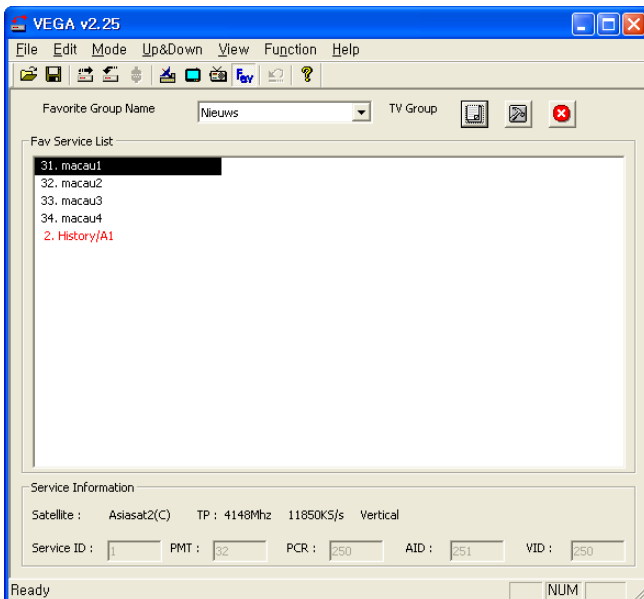 VEGA v2.25
File Edit Mode Up&Down View Function Help
Fav
Favorite Group Name Nieuws TV Group
Fav Service List
31. macau1
32. macau2
33. macau3
34. macau4
2. History/A1
Service Information
Satellite : Asiasat2(C) TP : 4148Mhz 11850KS/s Vertical
Service ID : 1 PMT : 32 PCR : 250 AID : 251 VID : 250
Ready NUM